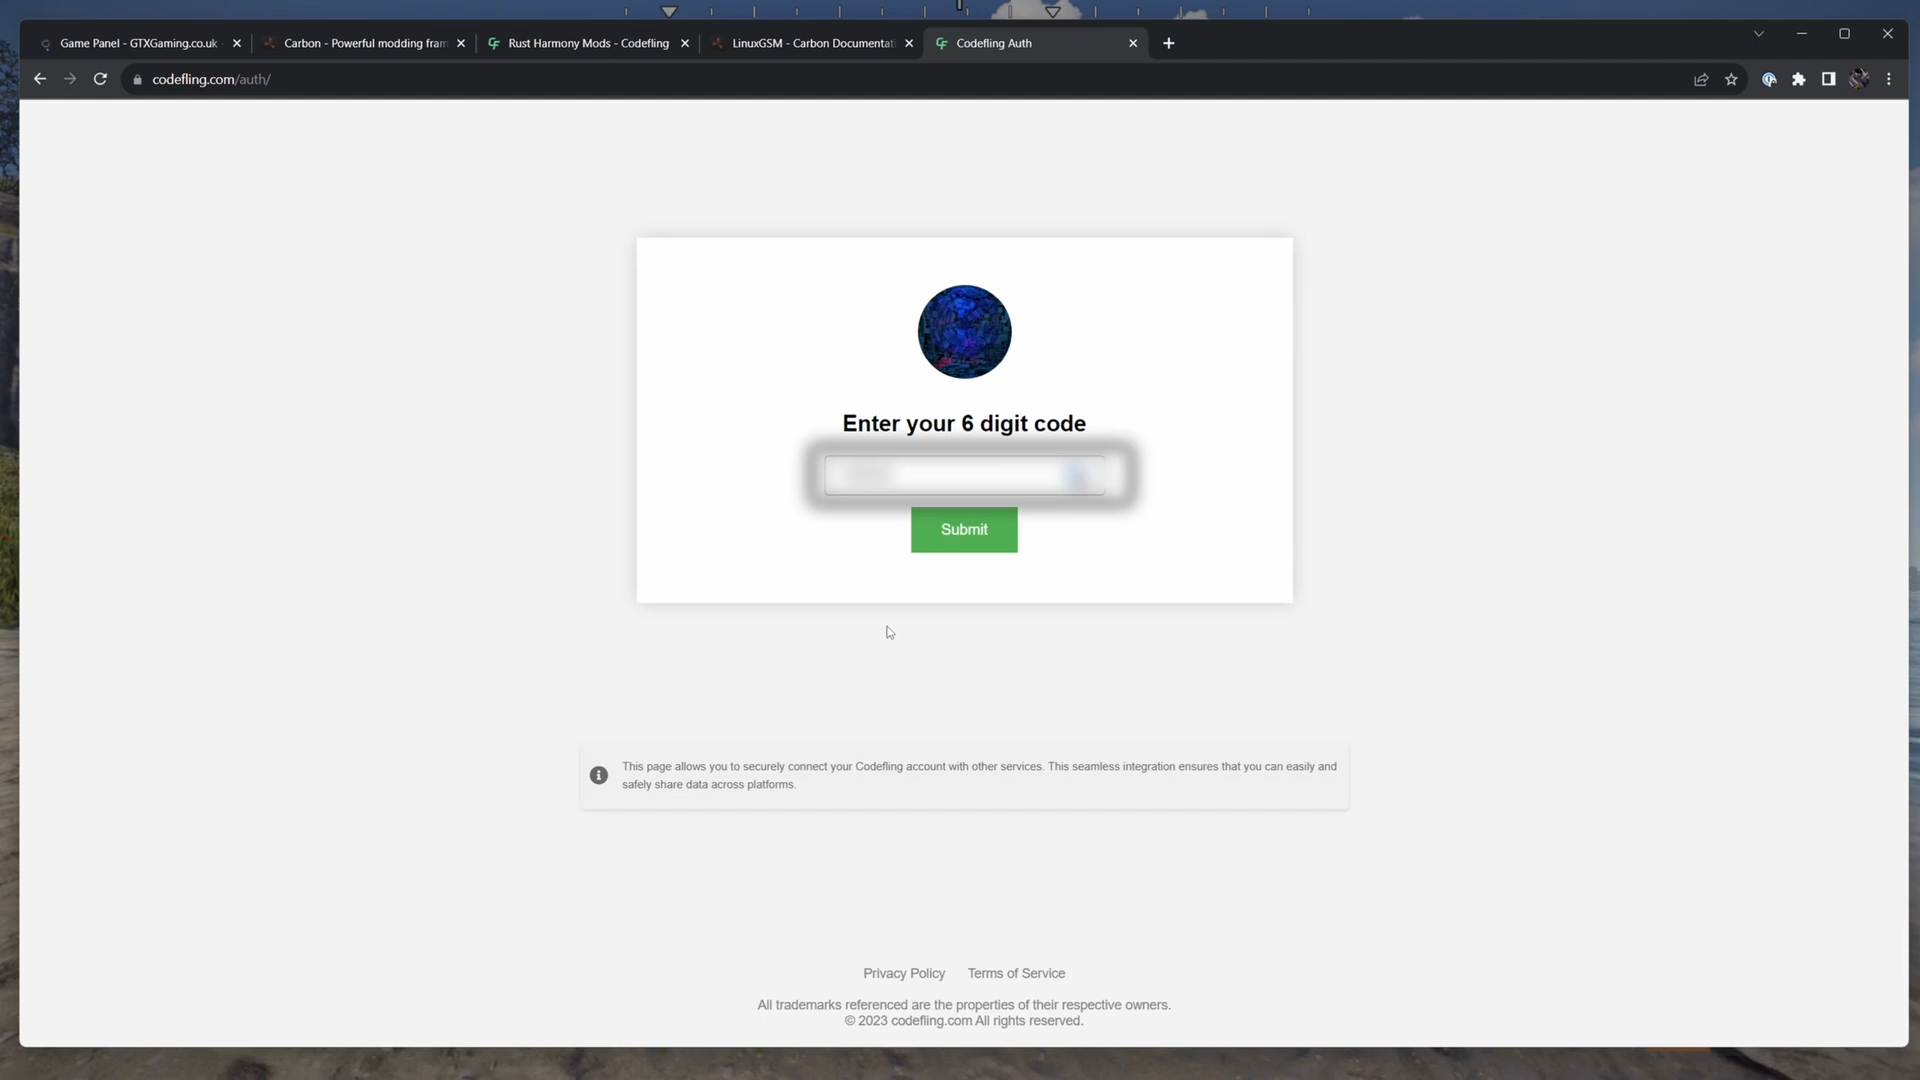 Game Panel - GTXGaming.co.uk
Carbon - Powerful modding fram
Rust Harmony Mods - Codefling
LinuxGSM - Carbon Documentat
Codefling Auth
codefling.com/auth/
Enter your 6 digit code
Submit
This page allows you to securely connect your Codefling account with other services. This seamless integration ensures that you can easily and
safely share data across platforms.
Privacy Policy Terms of Service
All trademarks referenced are the properties of their respective owners.
© 2023 codefling.com All rights reserved.